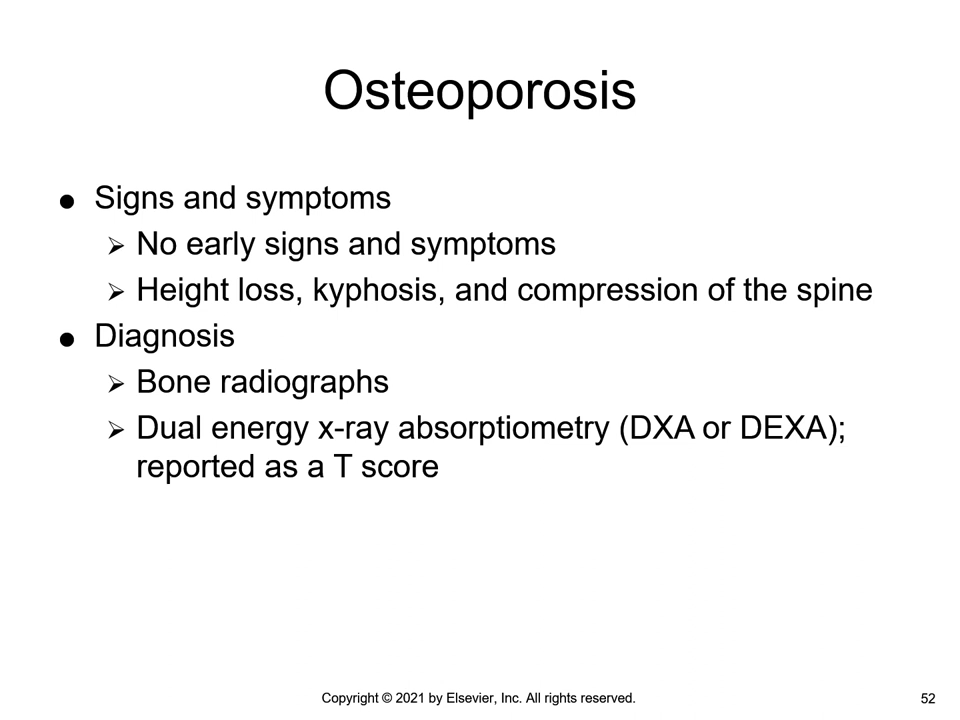 Osteoporosis
● Signs and symptoms
➢ No early signs and symptoms
➢ Height loss, kyphosis, and compression of the spine
● Diagnosis
➢ Bone radiographs
➢ Dual energy x-ray absorptiometry (DXA or DEXA);
reported as a T score
Copyright © 2021 by Elsevier, Inc. All rights reserved.
52